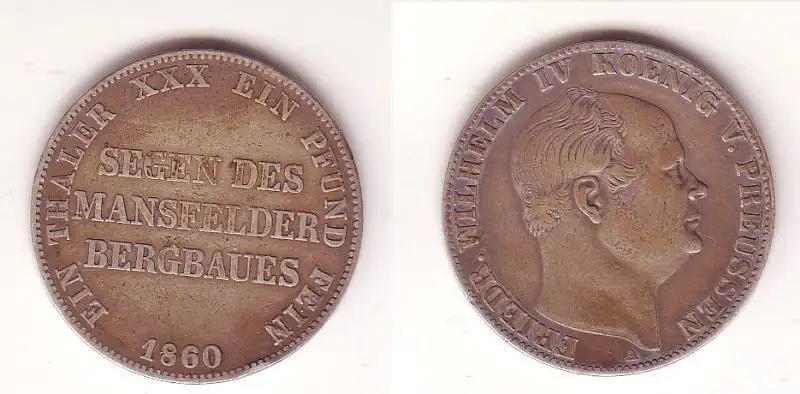 EIN THALER XXX EIN PFUND FEIN
SEGEN DES
MANSFELDER
BERGBAUES
1860
FRIEDR. WILHELM IV KOENIG V. PREUSSEN
A